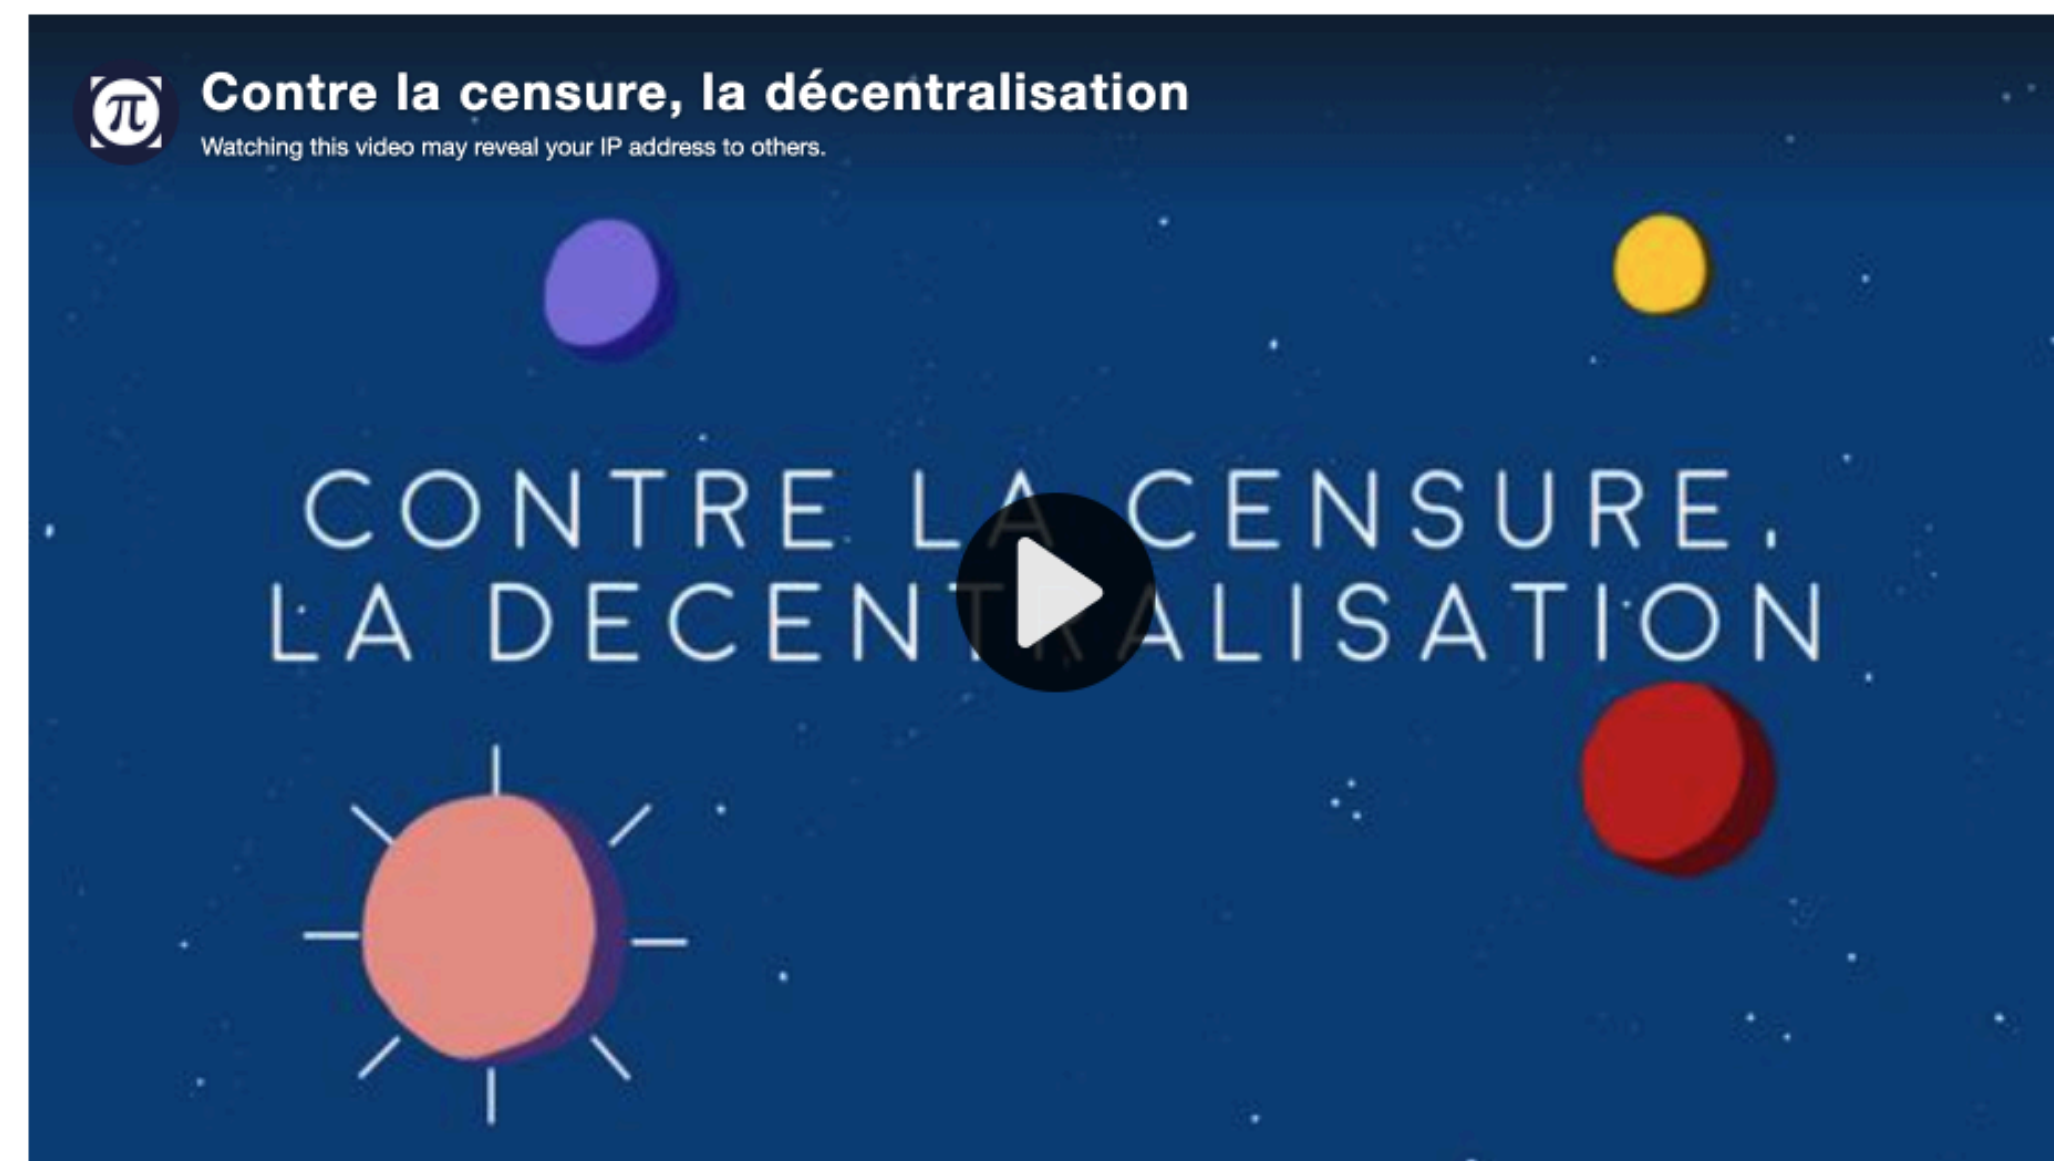 π
Contre la censure, la décentralisation
Watching this video may reveal your IP address to others.
CONTRE LA CENSURE,
LA DECENTRALISATION